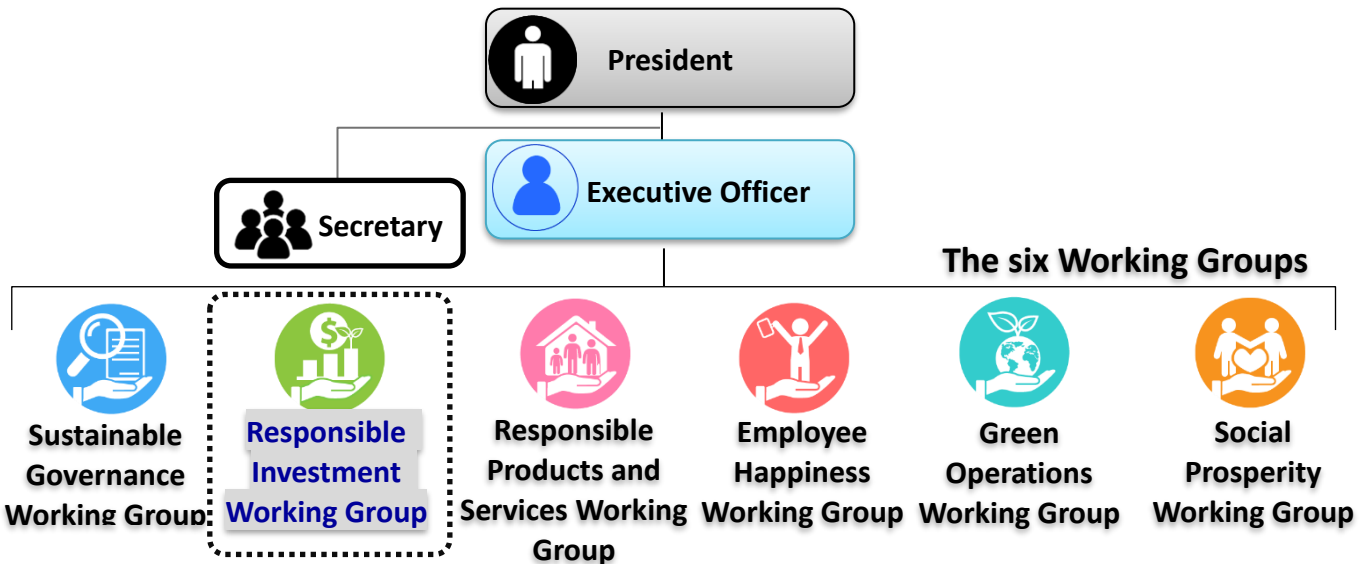 President
Executive Officer
Secretary
The six Working Groups
Sustainable
Governance
Working Group
Responsible
Investment
Working Group
Responsible
Products and
Services Working
Group
Employee
Happiness
Working Group
Green
Operations
Working Group
Social
Prosperity
Working Group